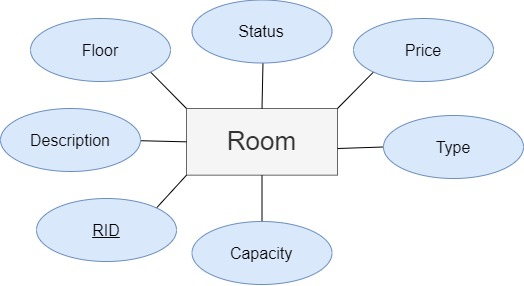 Status
Floor
Price
Description
Room
Type
RID
Capacity